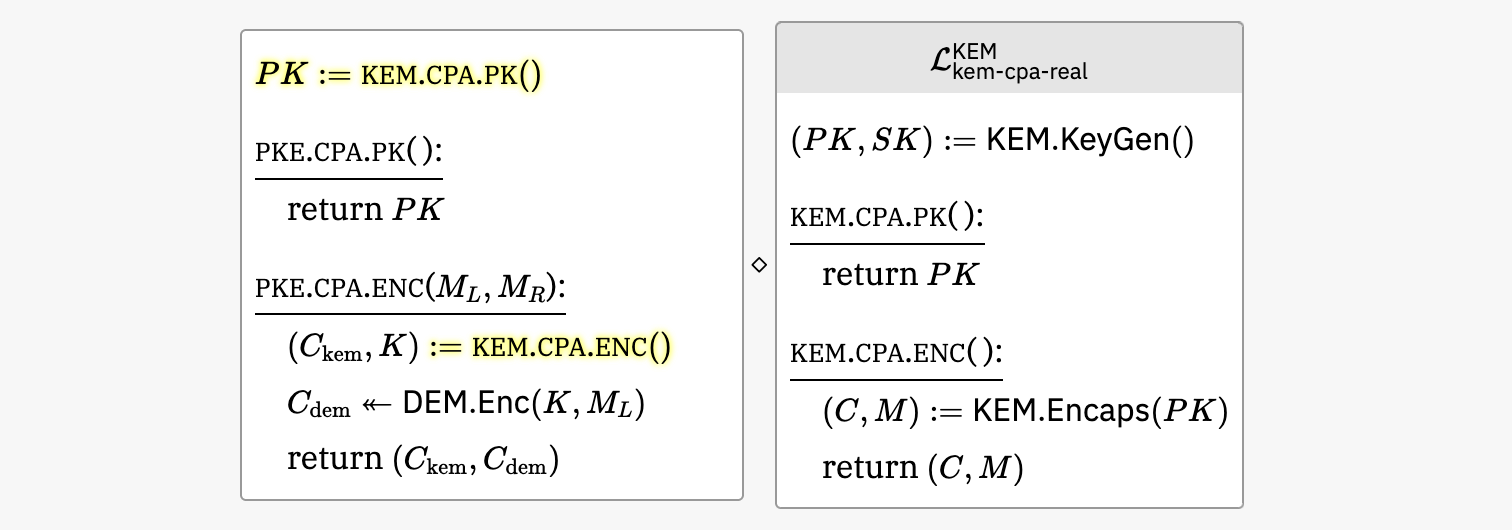 PK := KEM.CPA.PK()
PKE.CPA.PK():
return PK
PKE.CPA.ENC(M_L, M_R):
(C_kem, K) := KEM.CPA.ENC()
C_dem ↞ DEM.Enc(K, M_L)
return (C_kem, C_dem)
⋄
ℒ^KEM_kem-cpa-real
(PK, SK) := KEM.KeyGen()
KEM.CPA.PK():
return PK
KEM.CPA.ENC():
(C, M) := KEM.Encaps(PK)
return (C, M)